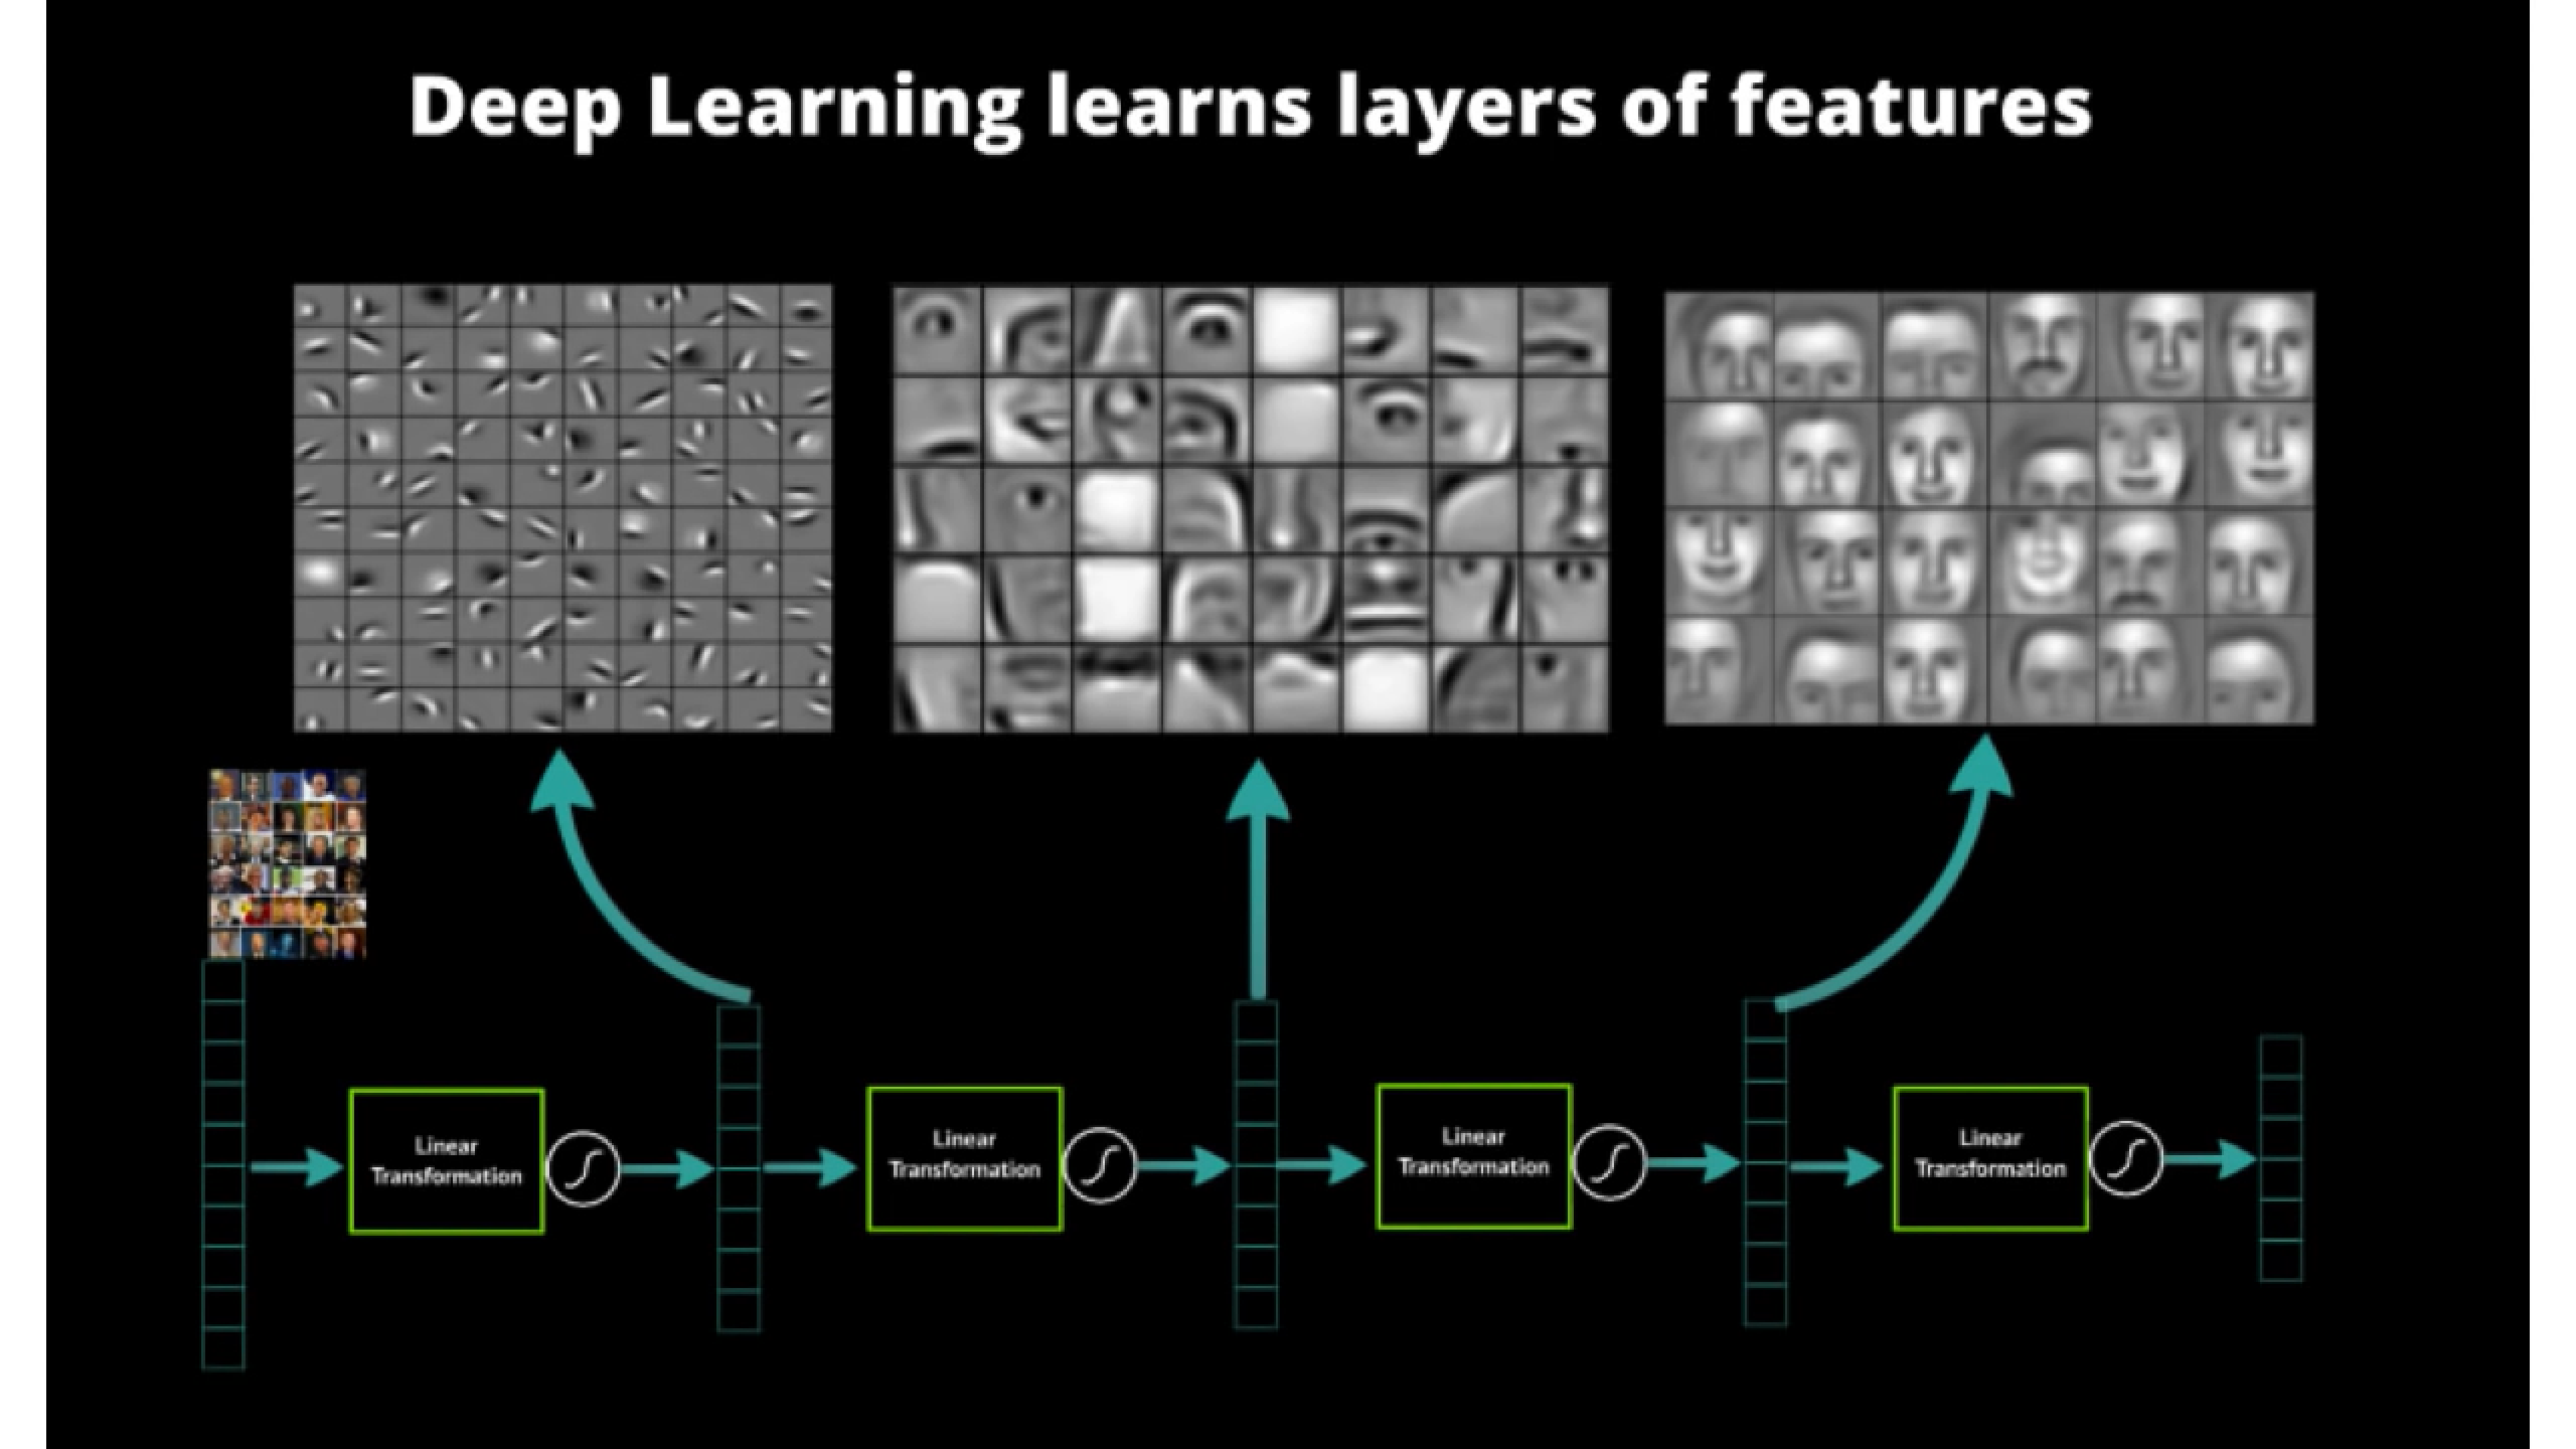 Deep Learning learns layers of features
Linear
Transformation
Linear
Transformation
Linear
Transformation
Linear
Transformation